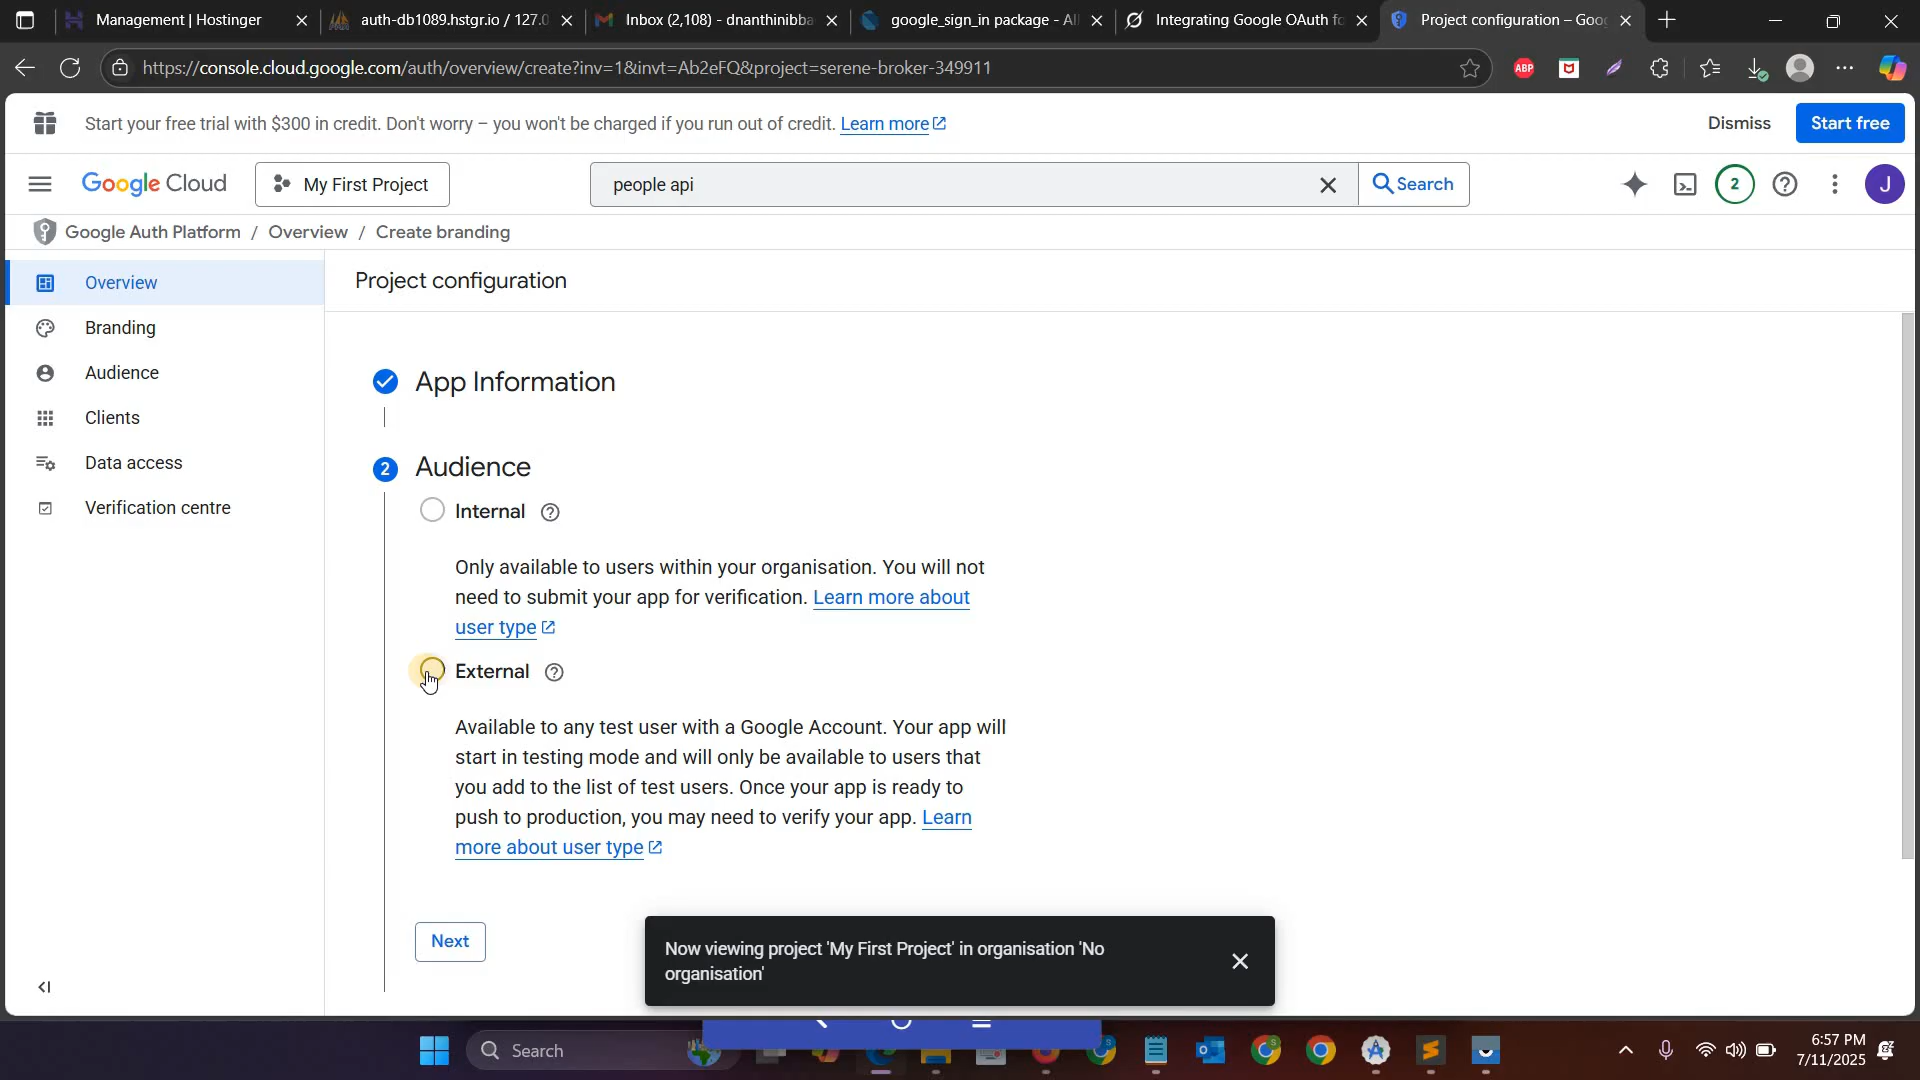 Management | Hostinger
auth-db1089.hstgr.io / 127.0
Inbox (2,108) - dnanthinibba
google_sign_in package - All
Integrating Google OAuth fo
Project configuration – Goo
https://console.cloud.google.com/auth/overview/create?inv=1&invt=Ab2eFQ&project=serene-broker-349911
ABP
Start your free trial with $300 in credit. Don't worry – you won't be charged if you run out of credit. Learn more
Dismiss
Start free
Google Cloud
My First Project
people api
Search
2
J
Google Auth Platform / Overview / Create branding
Overview
Branding
Audience
Clients
Data access
Verification centre
Project configuration
App Information
2 Audience
Internal
Only available to users within your organisation. You will not
need to submit your app for verification. Learn more about
user type
External
Available to any test user with a Google Account. Your app will
start in testing mode and will only be available to users that
you add to the list of test users. Once your app is ready to
push to production, you may need to verify your app. Learn
more about user type
Next
Now viewing project 'My First Project' in organisation 'No
organisation'
Search
6:57 PM
7/11/2025